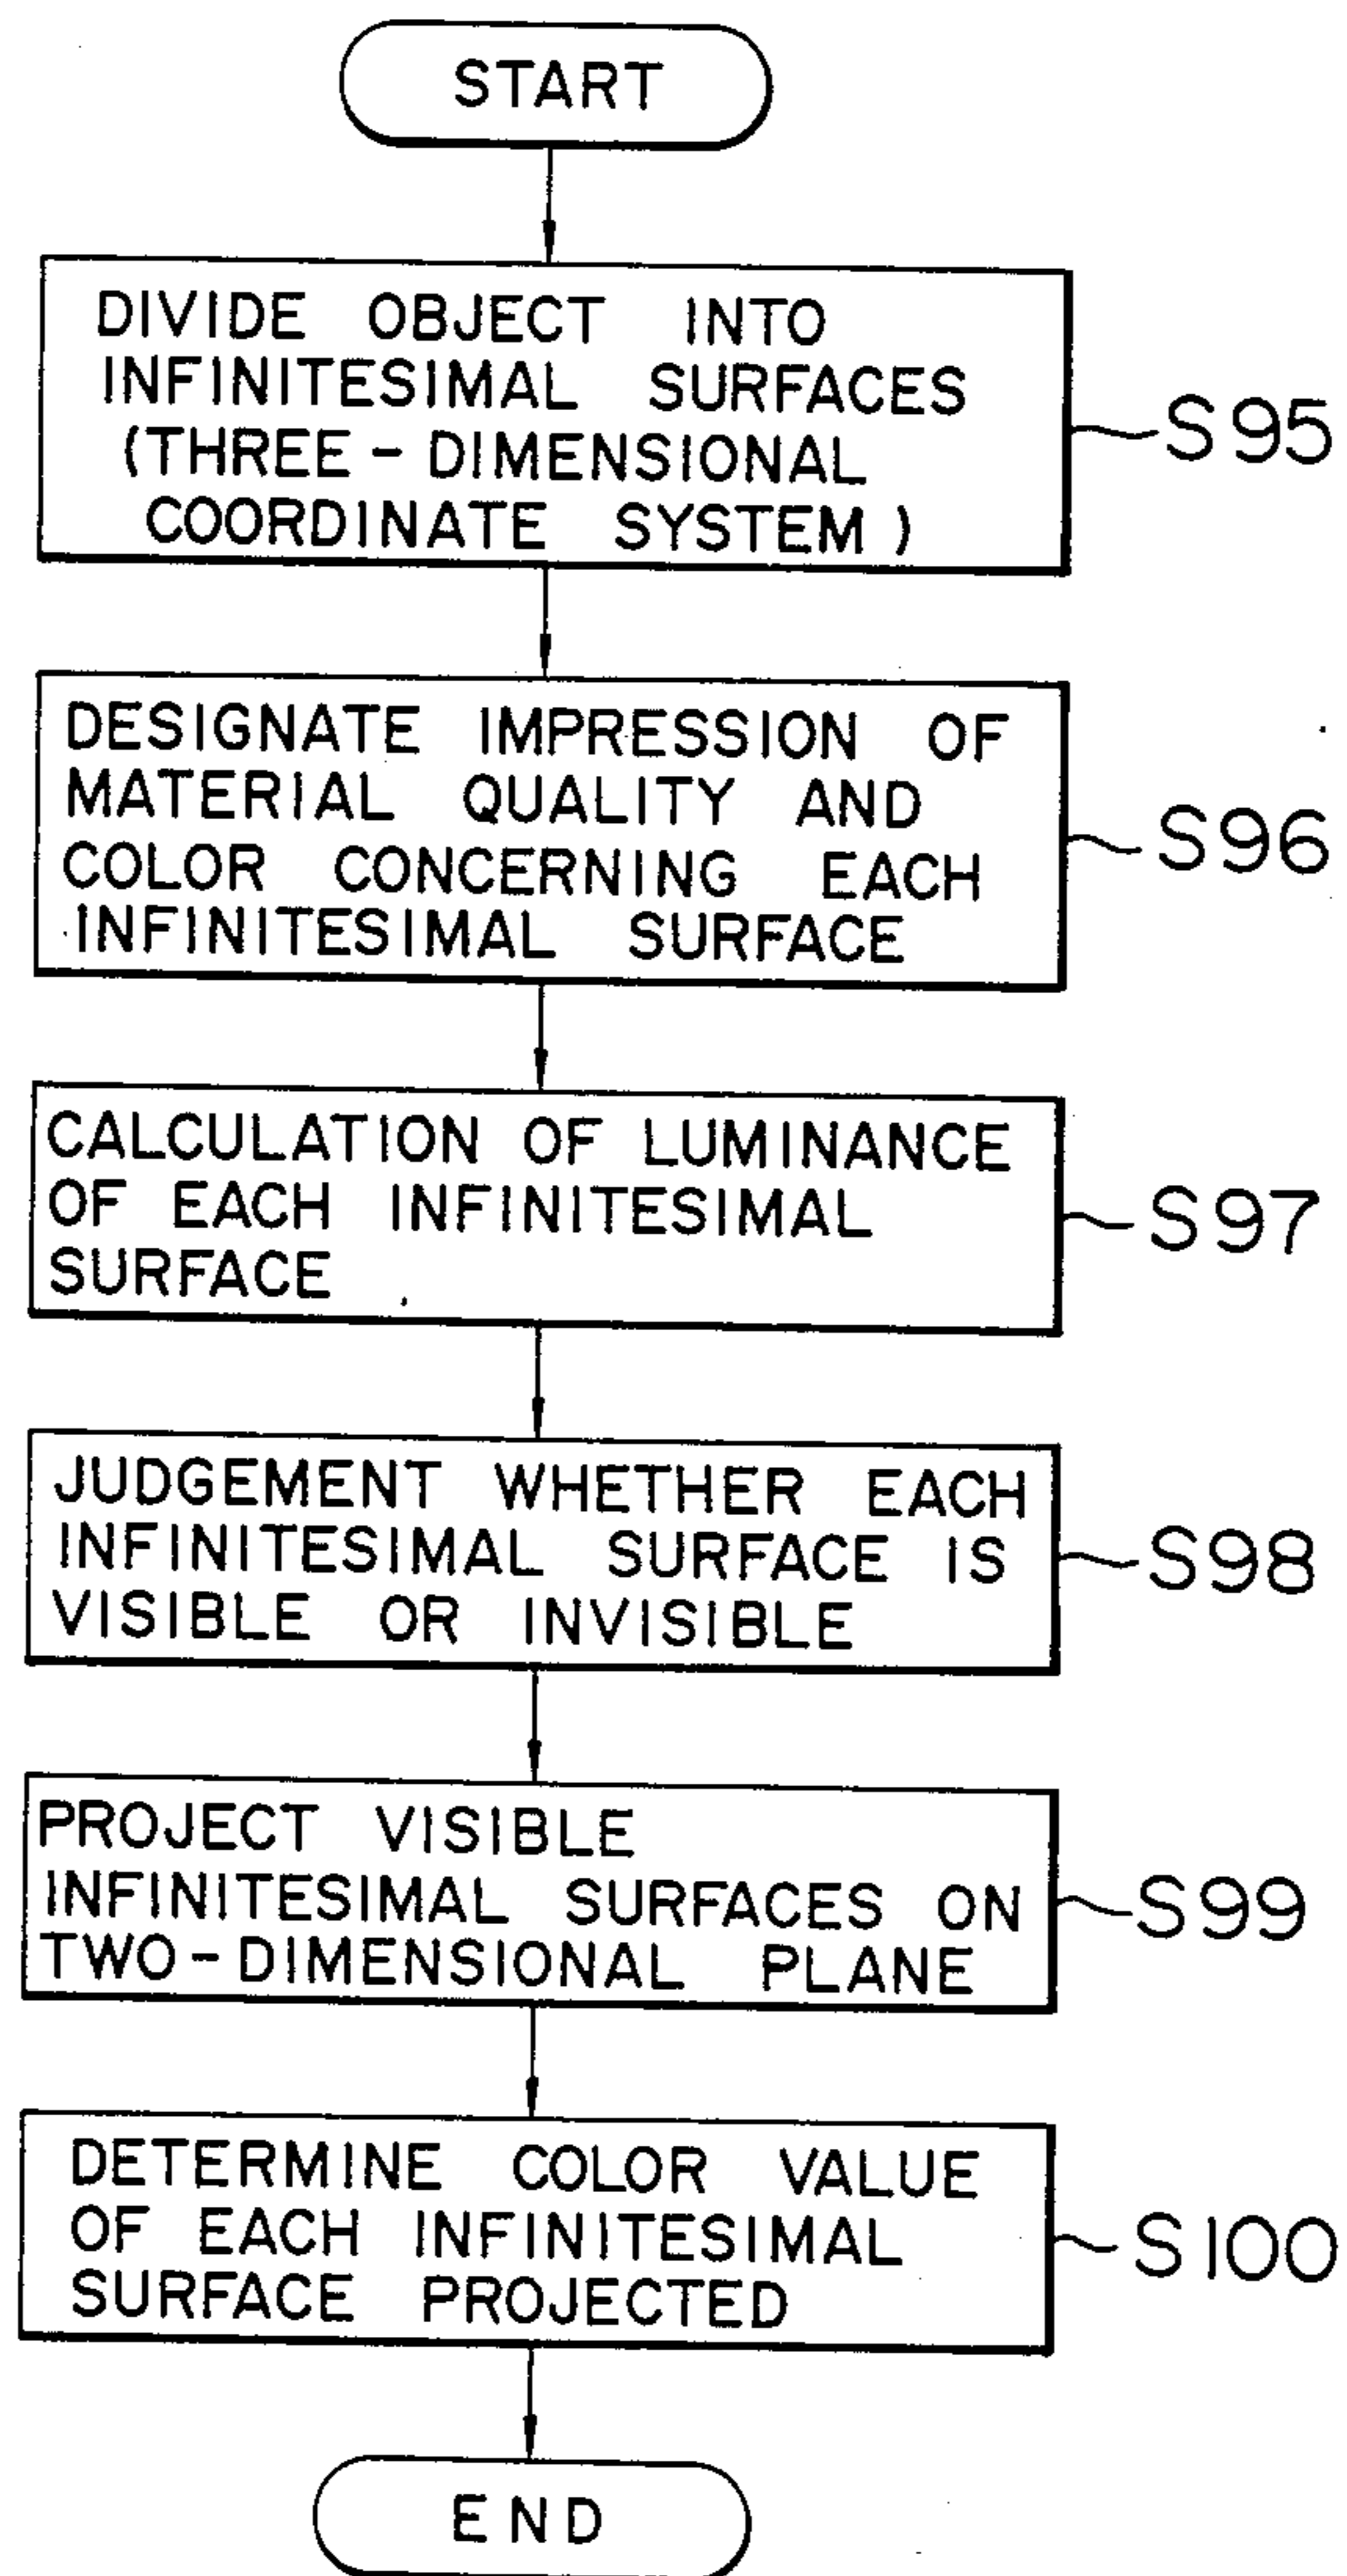 START
DIVIDE OBJECT INTO
INFINITESIMAL SURFACES
(THREE-DIMENSIONAL
COORDINATE SYSTEM)
S95
DESIGNATE IMPRESSION OF
MATERIAL QUALITY AND
COLOR CONCERNING EACH
INFINITESIMAL SURFACE
S96
CALCULATION OF LUMINANCE
OF EACH INFINITESIMAL
SURFACE
S97
JUDGEMENT WHETHER EACH
INFINITESIMAL SURFACE IS
VISIBLE OR INVISIBLE
S98
PROJECT VISIBLE
INFINITESIMAL SURFACES ON
TWO-DIMENSIONAL PLANE
S99
DETERMINE COLOR VALUE
OF EACH INFINITESIMAL
SURFACE PROJECTED
S100
END